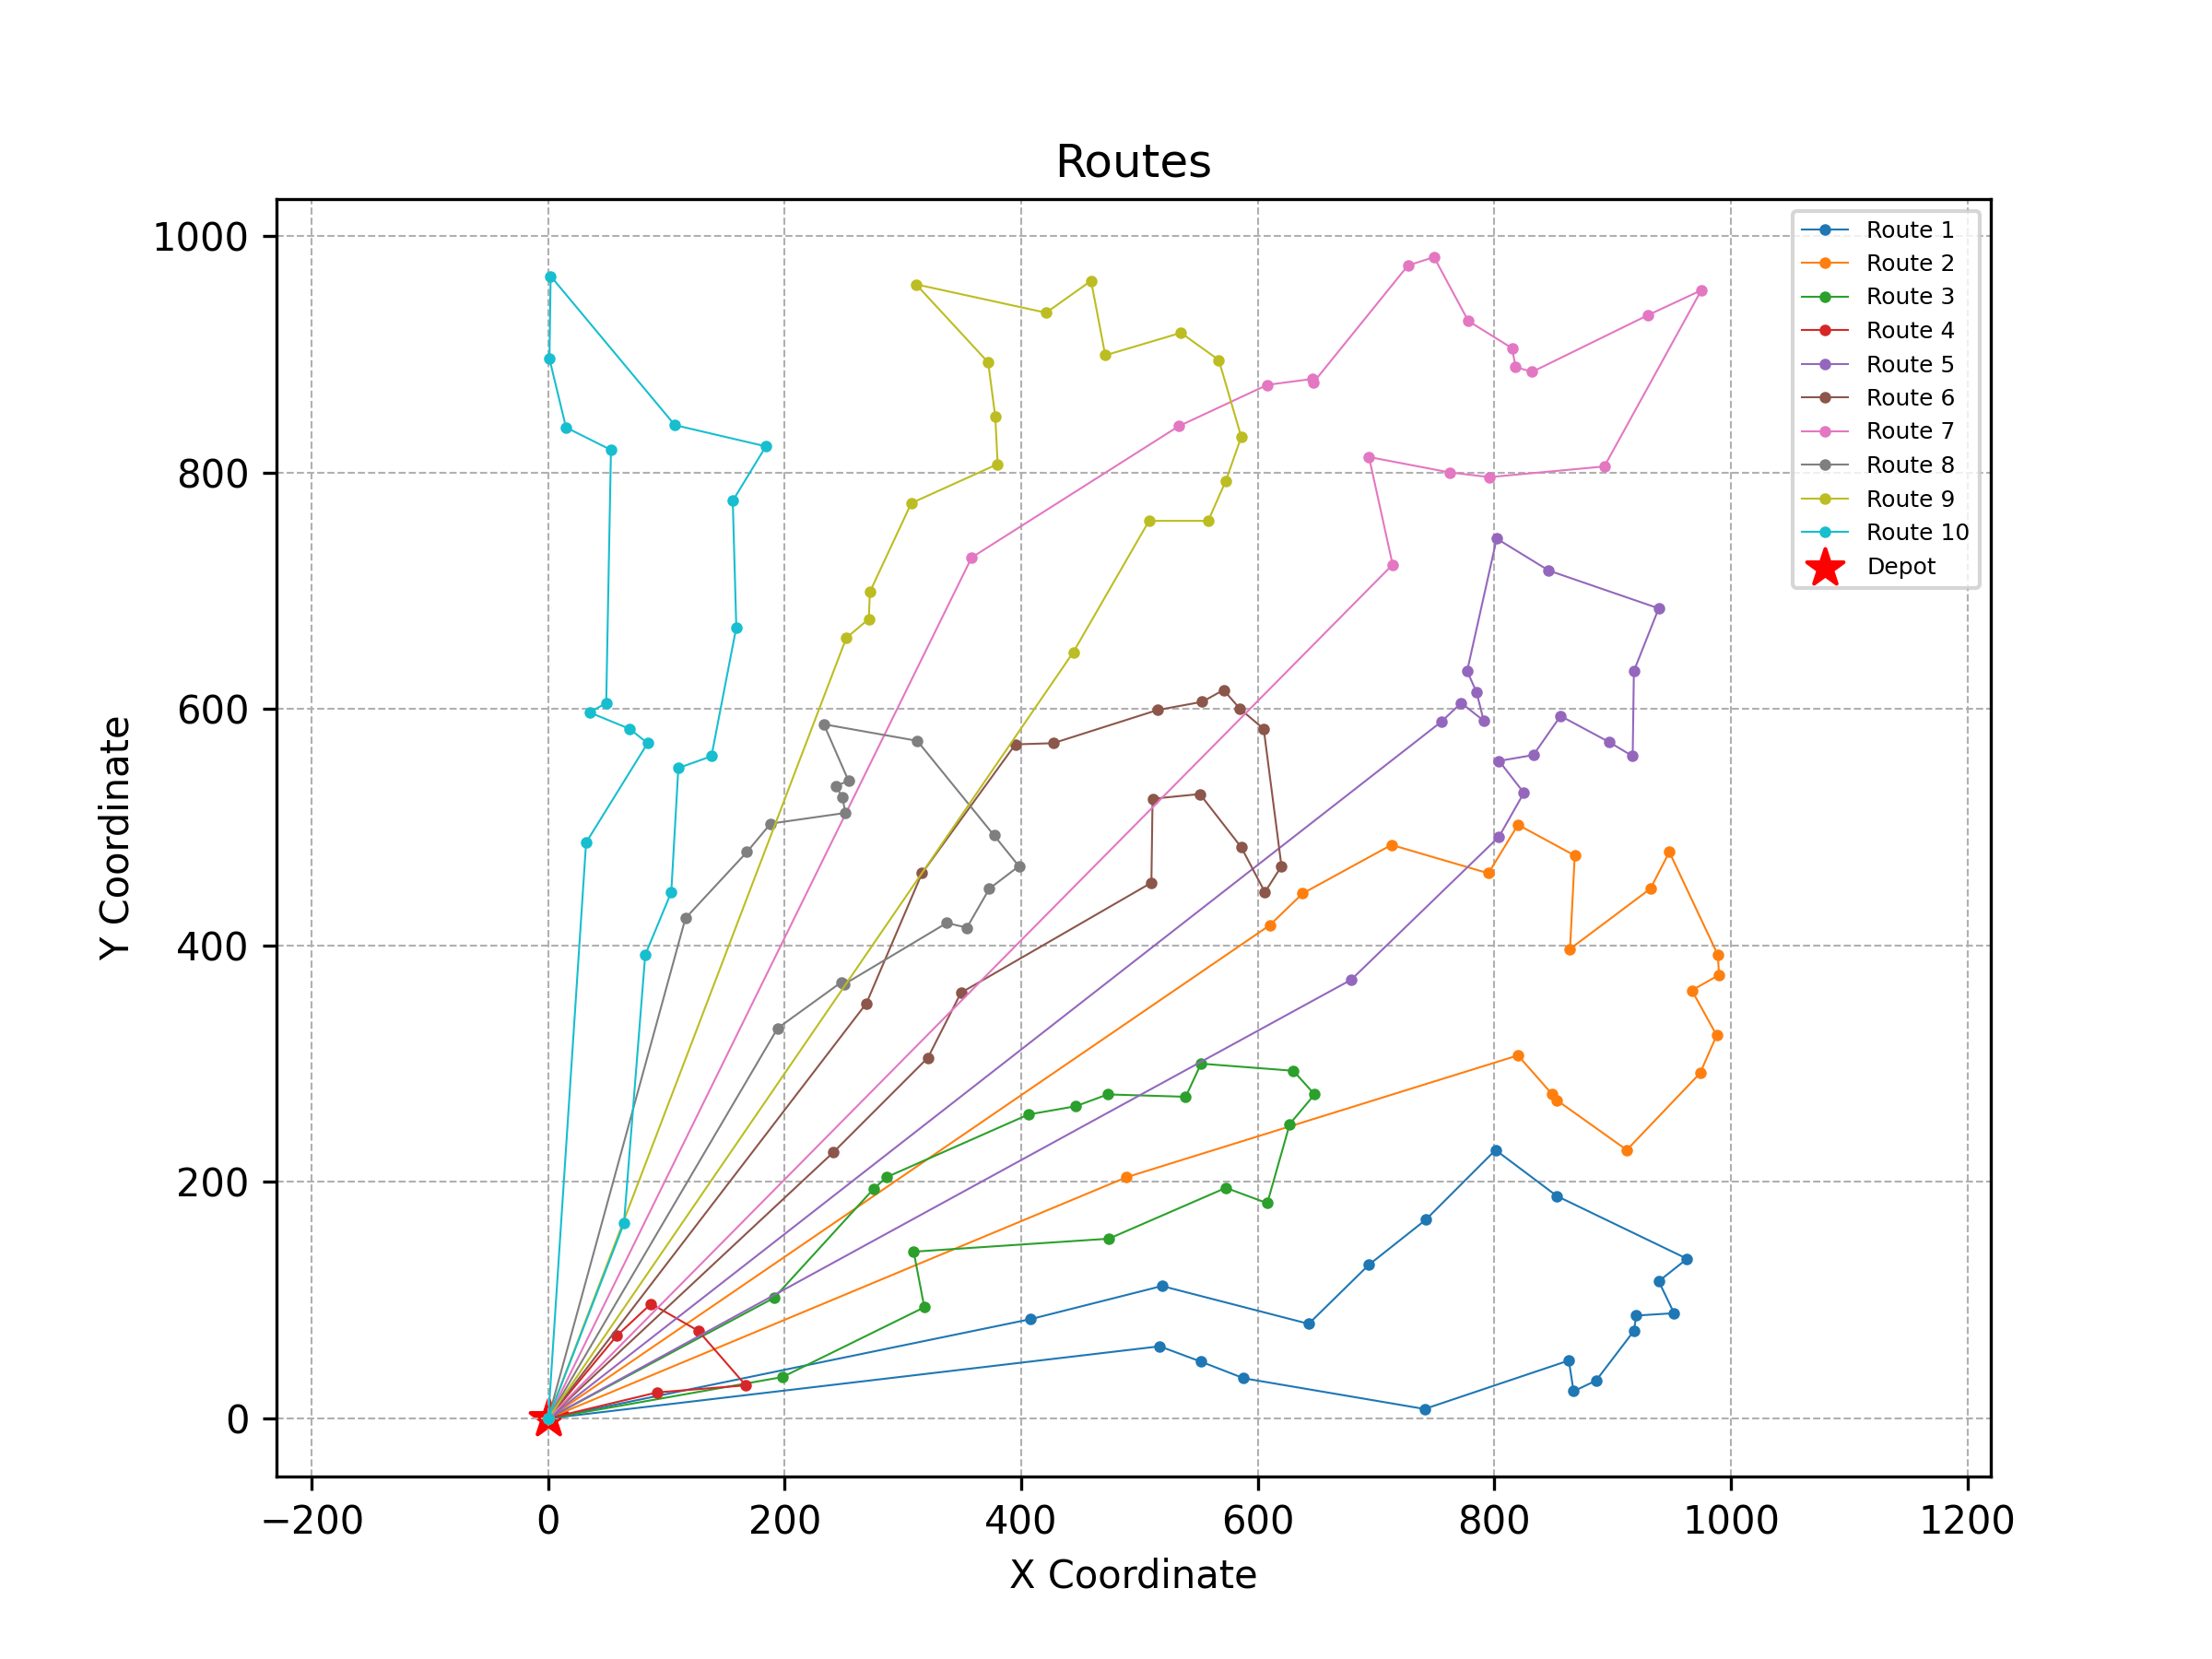 Routes
1000
800
600
400
200
0
Y Coordinate
−200 0 200 400 600 800 1000 1200
X Coordinate
Route 1
Route 2
Route 3
Route 4
Route 5
Route 6
Route 7
Route 8
Route 9
Route 10
Depot